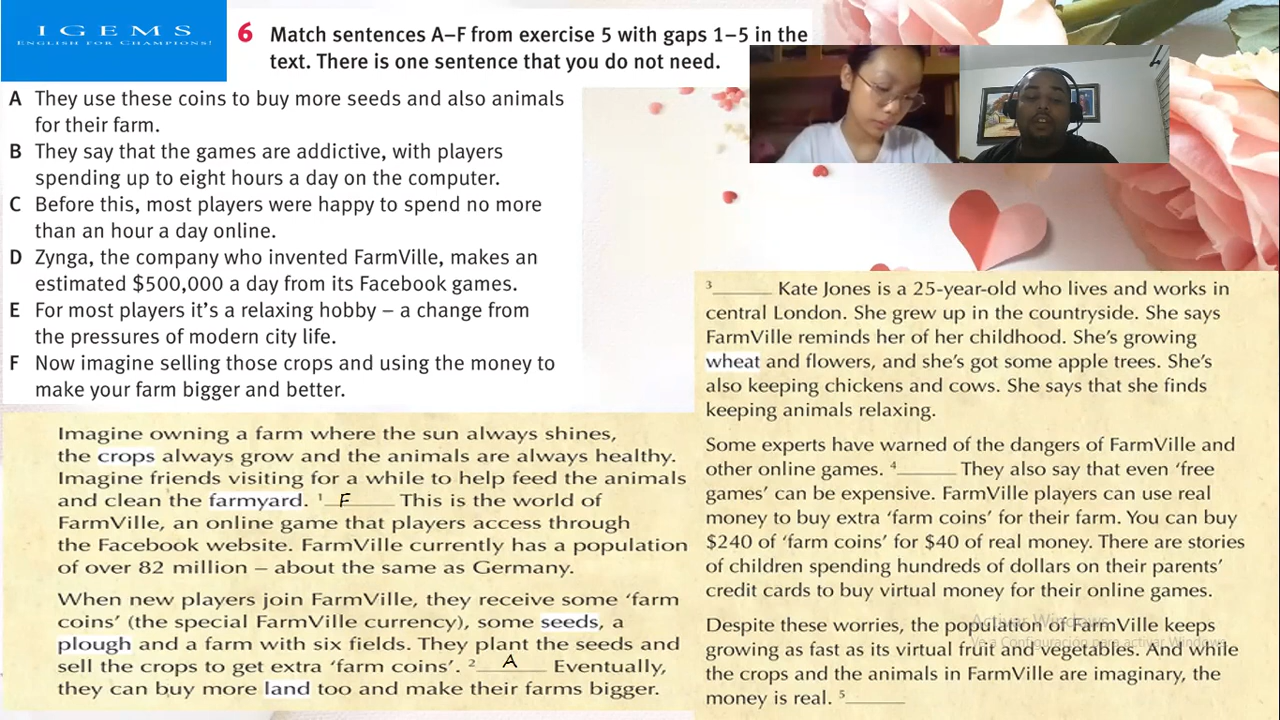 IGEMS
ENGLISH FOR CHAMPIONS!
6 Match sentences A–F from exercise 5 with gaps 1–5 in the
text. There is one sentence that you do not need.
A They use these coins to buy more seeds and also animals
for their farm.
B They say that the games are addictive, with players
spending up to eight hours a day on the computer.
C Before this, most players were happy to spend no more
than an hour a day online.
D Zynga, the company who invented FarmVille, makes an
estimated $500,000 a day from its Facebook games.
E For most players it's a relaxing hobby – a change from
the pressures of modern city life.
F Now imagine selling those crops and using the money to
make your farm bigger and better.
Imagine owning a farm where the sun always shines,
the crops always grow and the animals are always healthy.
Imagine friends visiting for a while to help feed the animals
and clean the farmyard. 1 F This is the world of
FarmVille, an online game that players access through
the Facebook website. FarmVille currently has a population
of over 82 million – about the same as Germany.
When new players join FarmVille, they receive some 'farm
coins' (the special FarmVille currency), some seeds, a
plough and a farm with six fields. They plant the seeds and
sell the crops to get extra 'farm coins'. 2 A Eventually,
they can buy more land too and make their farms bigger.
3 ______ Kate Jones is a 25-year-old who lives and works in
central London. She grew up in the countryside. She says
FarmVille reminds her of her childhood. She's growing
wheat and flowers, and she's got some apple trees. She's
also keeping chickens and cows. She says that she finds
keeping animals relaxing.
Some experts have warned of the dangers of FarmVille and
other online games. 4 ______ They also say that even 'free
games' can be expensive. FarmVille players can use real
money to buy extra 'farm coins' for their farm. You can buy
$240 of 'farm coins' for $40 of real money. There are stories
of children spending hundreds of dollars on their parents'
credit cards to buy virtual money for their online games.
Despite these worries, the population of FarmVille keeps
growing as fast as its virtual fruit and vegetables. And while
the crops and the animals in FarmVille are imaginary, the
money is real. 5 ______
Activar Windows
Ve a Configuración para activar Windows.